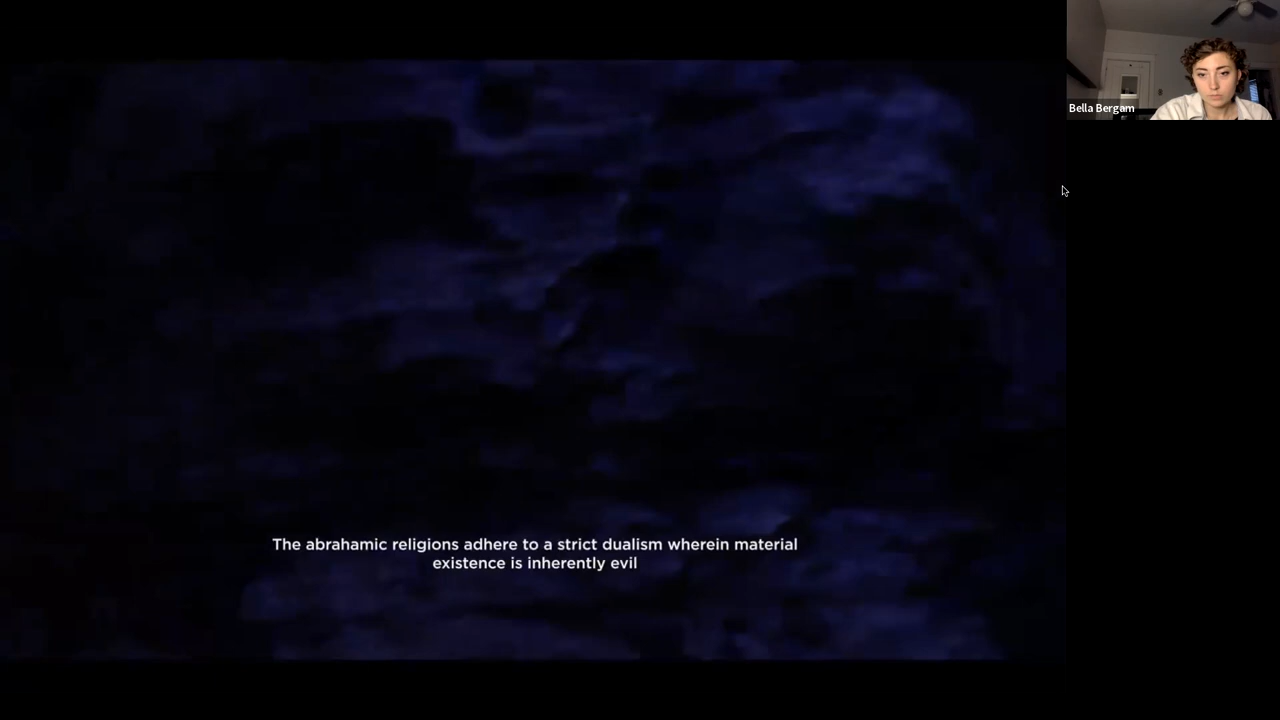 Bella Bergam
The abrahamic religions adhere to a strict dualism wherein material
existence is inherently evil